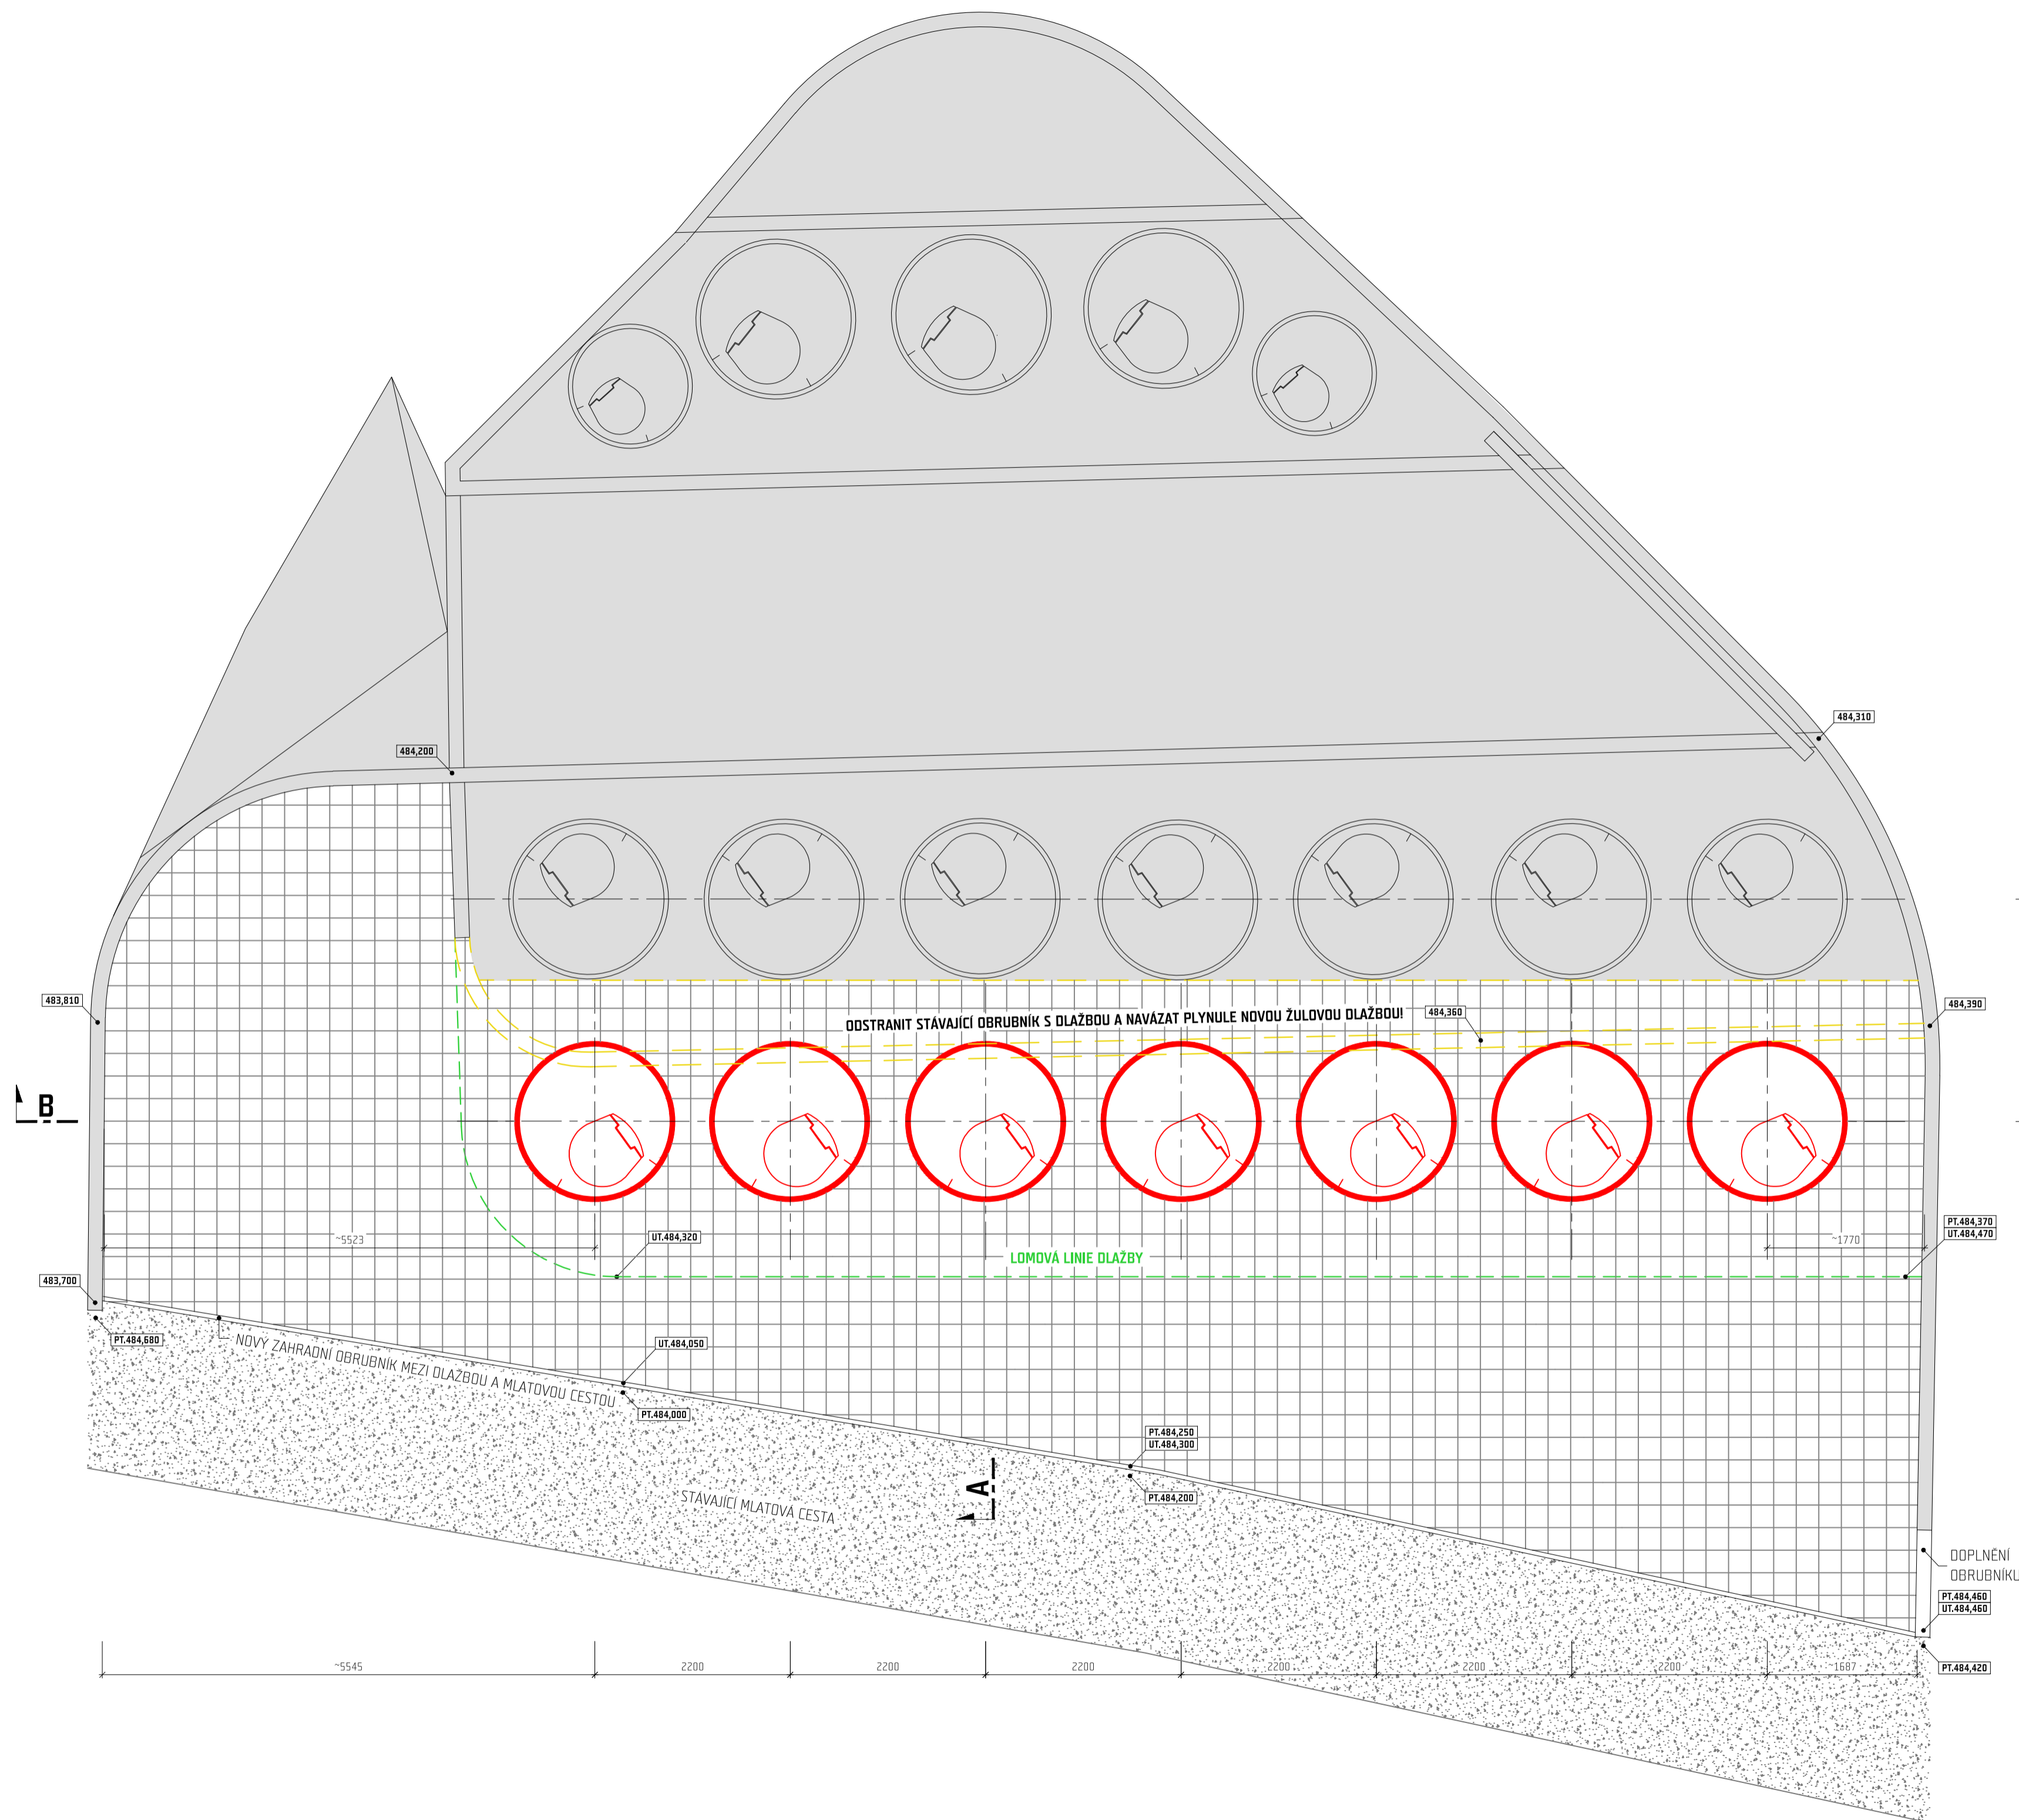 484,310
484,200
483,810
484,390
ODSTRANIT STÁVAJÍCÍ OBRUBNÍK S DLAŽBOU A NAVÁZAT PLYNULE NOVOU ŽULOVOU DLAŽBOU!
484,360
B
~5523
UT.484,320
LOMOVÁ LINIE DLAŽBY
~1770
PT.484,370
UT.484,470
483,700
PT.484,680
NOVÝ ZAHRADNÍ OBRUBNÍK MEZI DLAŽBOU A MLATOVOU CESTOU
UT.484,050
PT.484,000
PT.484,250
UT.484,300
PT.484,200
A
STÁVAJÍCÍ MLATOVÁ CESTA
DOPLNĚNÍ
OBRUBNÍKU
PT.484,460
UT.484,460
PT.484,420
~5545
2200
2200
2200
2200
2200
2200
1687